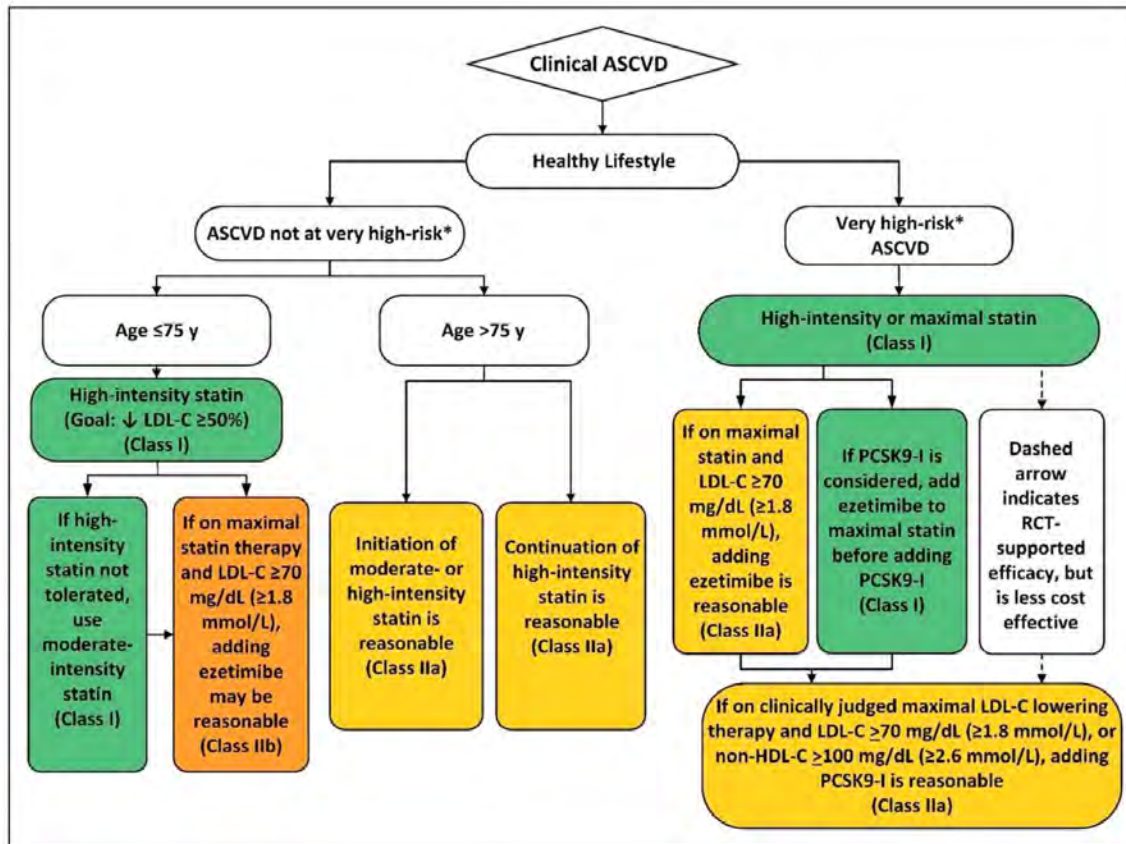 Clinical ASCVD
Healthy Lifestyle
ASCVD not at very high-risk*
Very high-risk*
ASCVD
Age ≤75 y
Age >75 y
High-intensity or maximal statin
(Class I)
High-intensity statin
(Goal: ↓ LDL-C ≥50%)
(Class I)
If high-
intensity
statin not
tolerated,
use
moderate-
intensity
statin
(Class I)
If on maximal
statin therapy
and LDL-C ≥70
mg/dL (≥1.8
mmol/L),
adding
ezetimibe
may be
reasonable
(Class IIb)
Initiation of
moderate- or
high-intensity
statin is
reasonable
(Class IIa)
Continuation of
high-intensity
statin is
reasonable
(Class IIa)
If on maximal
statin and
LDL-C ≥70
mg/dL (≥1.8
mmol/L),
adding
ezetimibe is
reasonable
(Class IIa)
If PCSK9-I is
considered, add
ezetimibe to
maximal statin
before adding
PCSK9-I
(Class I)
Dashed
arrow
indicates
RCT-
supported
efficacy, but
is less cost
effective
If on clinically judged maximal LDL-C lowering
therapy and LDL-C ≥70 mg/dL (≥1.8 mmol/L), or
non-HDL-C ≥100 mg/dL (≥2.6 mmol/L), adding
PCSK9-I is reasonable
(Class IIa)